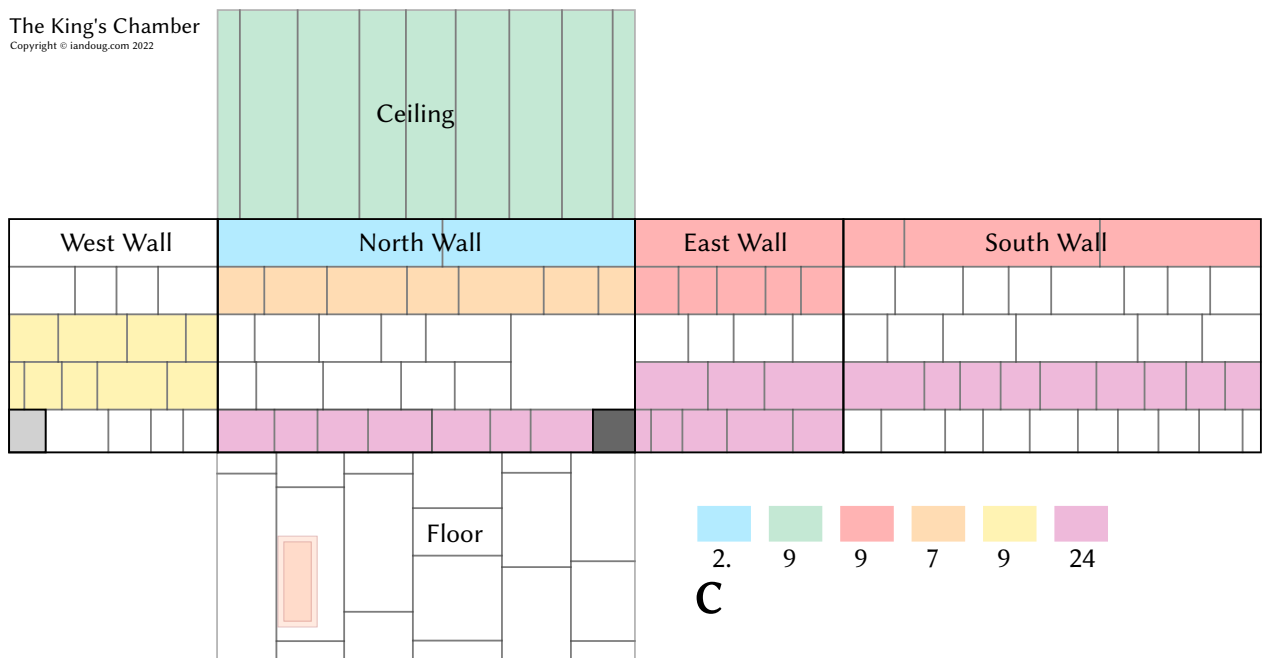 The King's Chamber
Copyright © iandoug.com 2022
Ceiling
West Wall
North Wall
East Wall
South Wall
Floor
2. 9 9 7 9 24
C